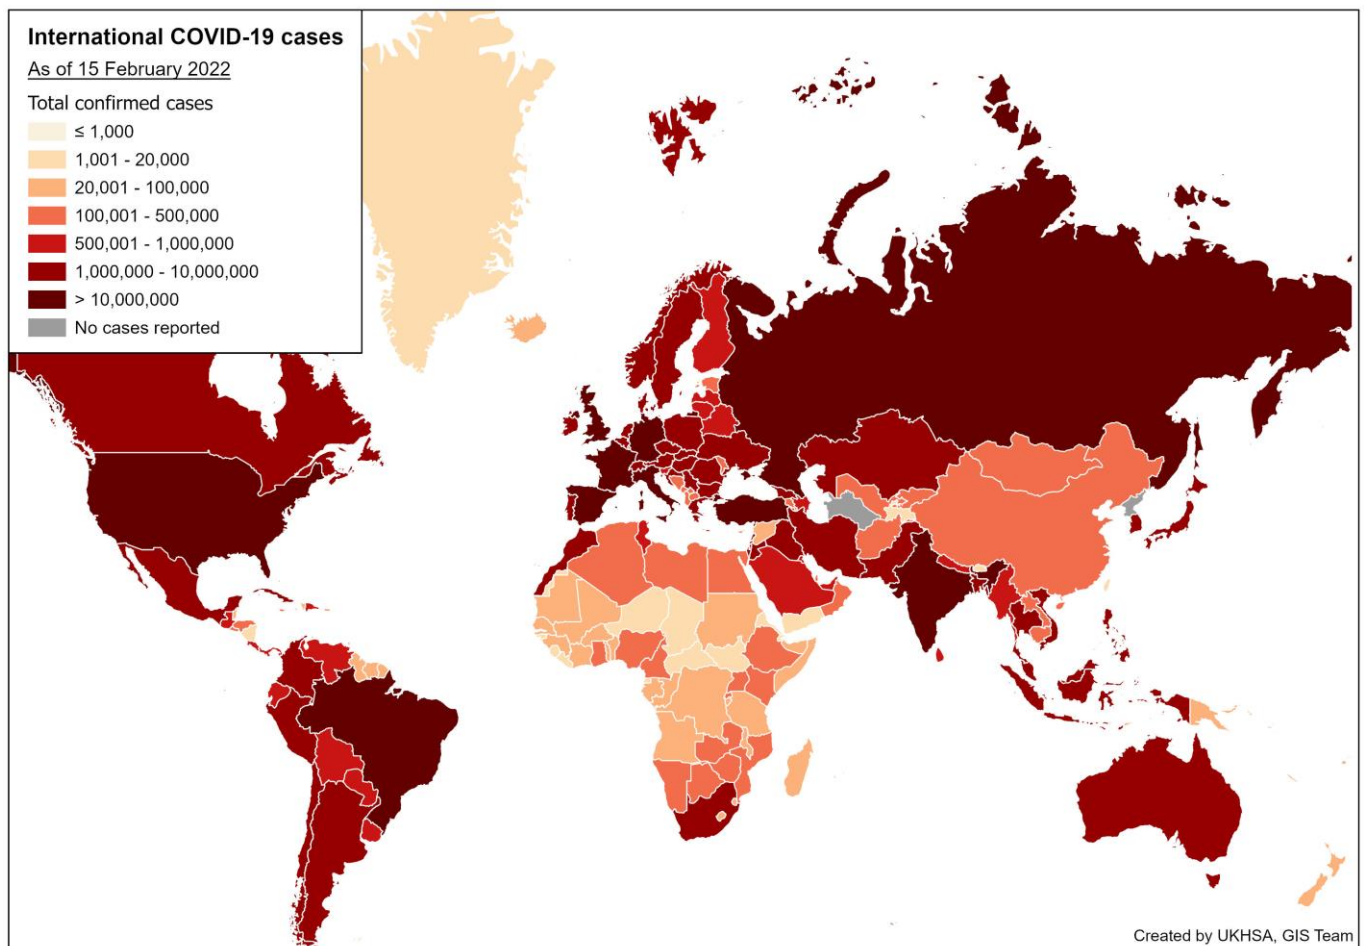 International COVID-19 cases
As of 15 February 2022
Total confirmed cases
≤ 1,000
1,001 - 20,000
20,001 - 100,000
100,001 - 500,000
500,001 - 1,000,000
1,000,000 - 10,000,000
> 10,000,000
No cases reported
Created by UKHSA, GIS Team